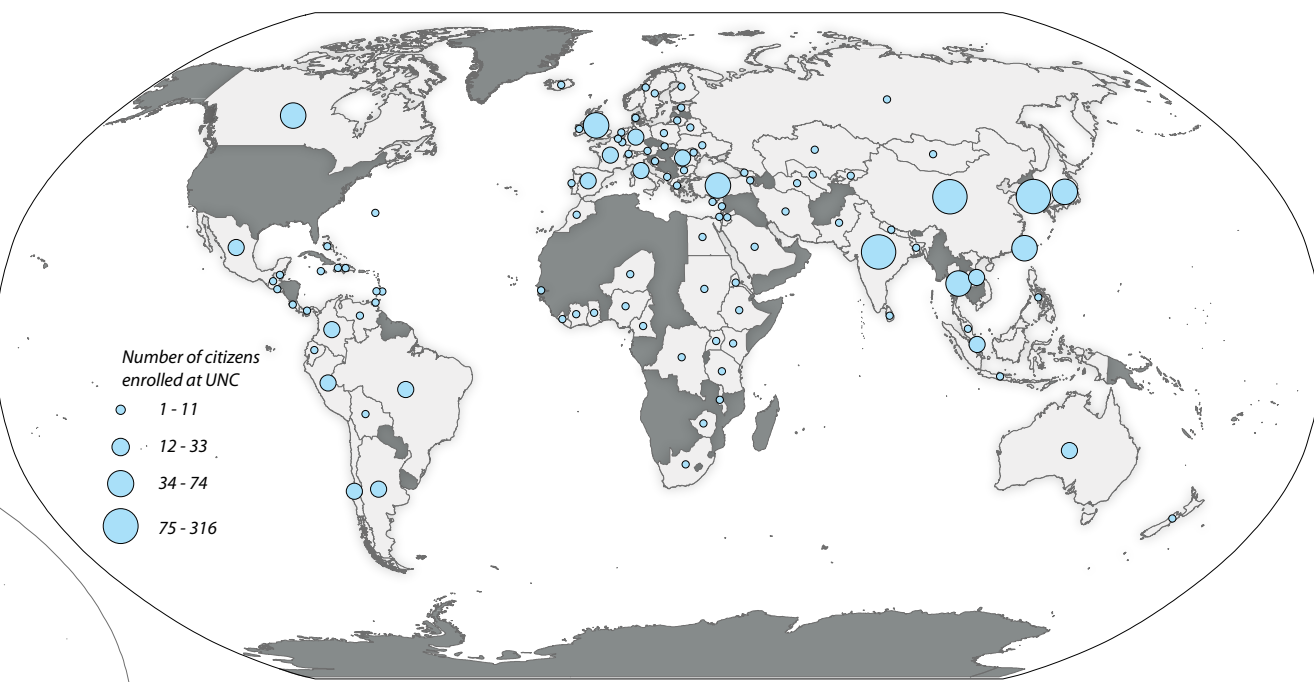 Number of citizens
enrolled at UNC
1 - 11
12 - 33
34 - 74
75 - 316